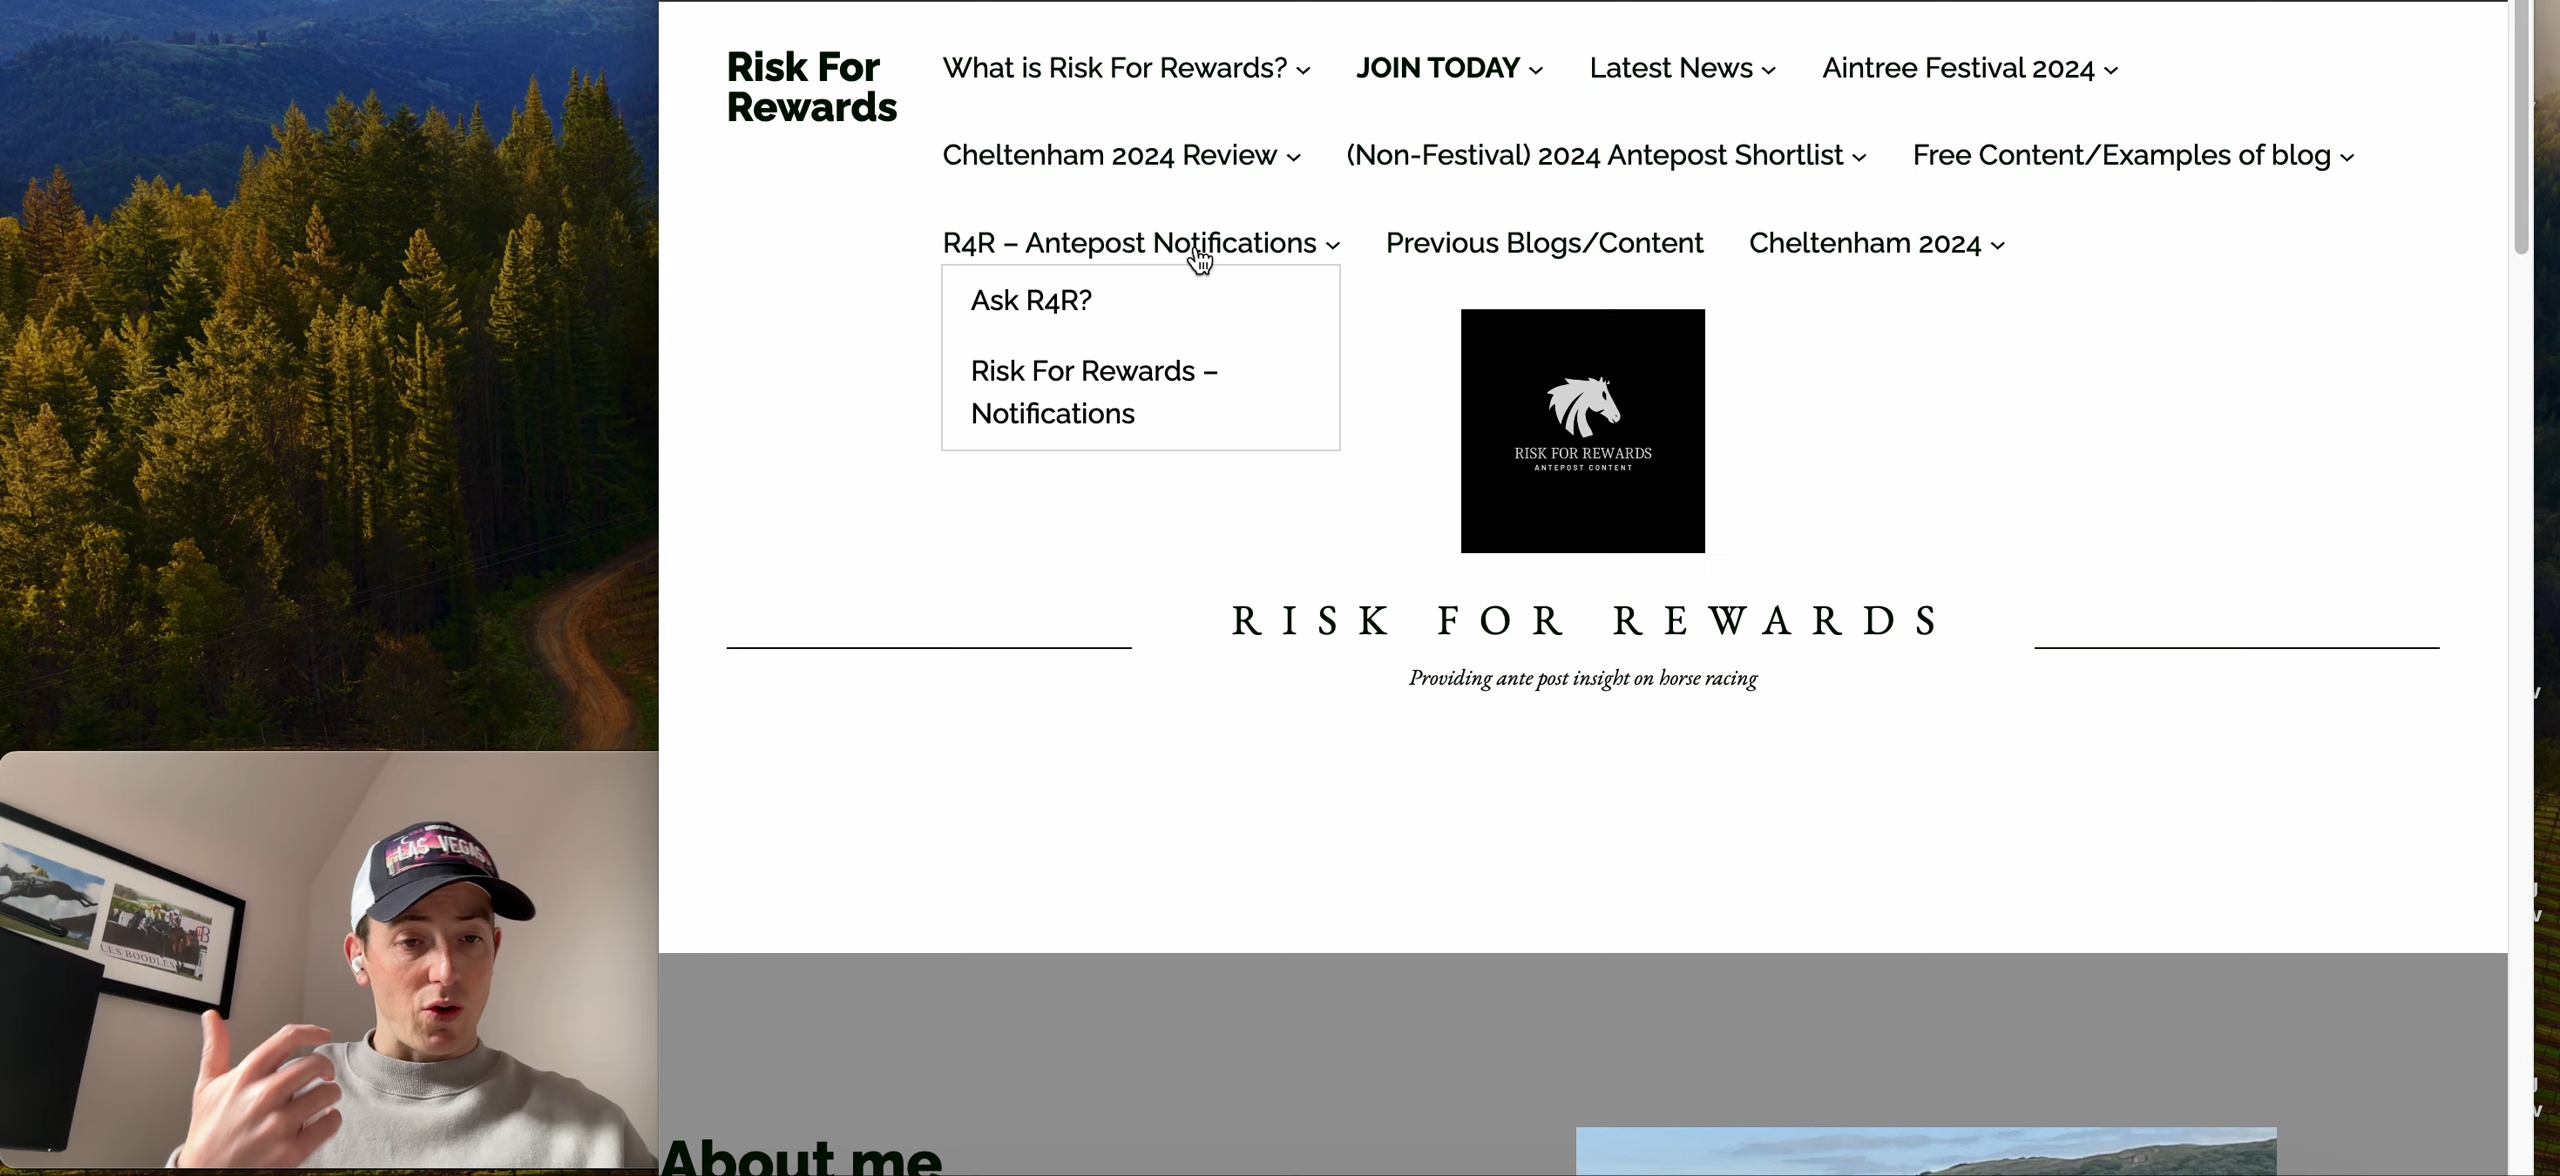 Risk For
Rewards
What is Risk For Rewards?
JOIN TODAY
Latest News
Aintree Festival 2024
Cheltenham 2024 Review
(Non-Festival) 2024 Antepost Shortlist
Free Content/Examples of blog
R4R – Antepost Notifications
Previous Blogs/Content
Cheltenham 2024
Ask R4R?
Risk For Rewards –
Notifications
RISK FOR REWARDS
ANTEPOST CONTENT
RISK FOR REWARDS
Providing ante post insight on horse racing
LAS VEGAS
LES BOODLES
About me